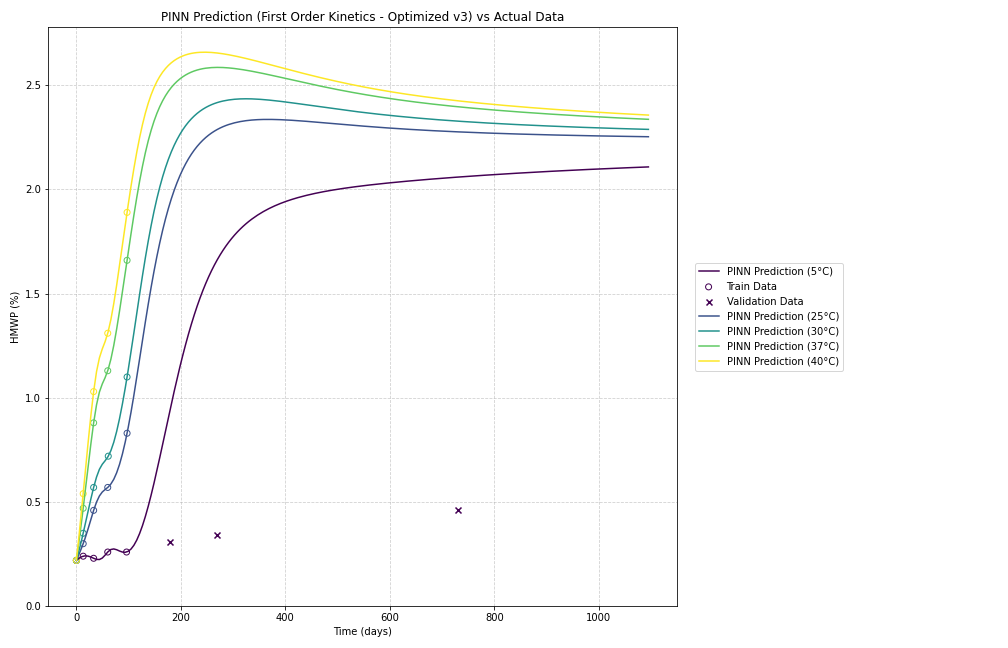 PINN Prediction (First Order Kinetics - Optimized v3) vs Actual Data
HMWP (%)
2.5
2.0
1.5
1.0
0.5
0.0
0 200 400 600 800 1000
Time (days)
PINN Prediction (5°C)
Train Data
Validation Data
PINN Prediction (25°C)
PINN Prediction (30°C)
PINN Prediction (37°C)
PINN Prediction (40°C)